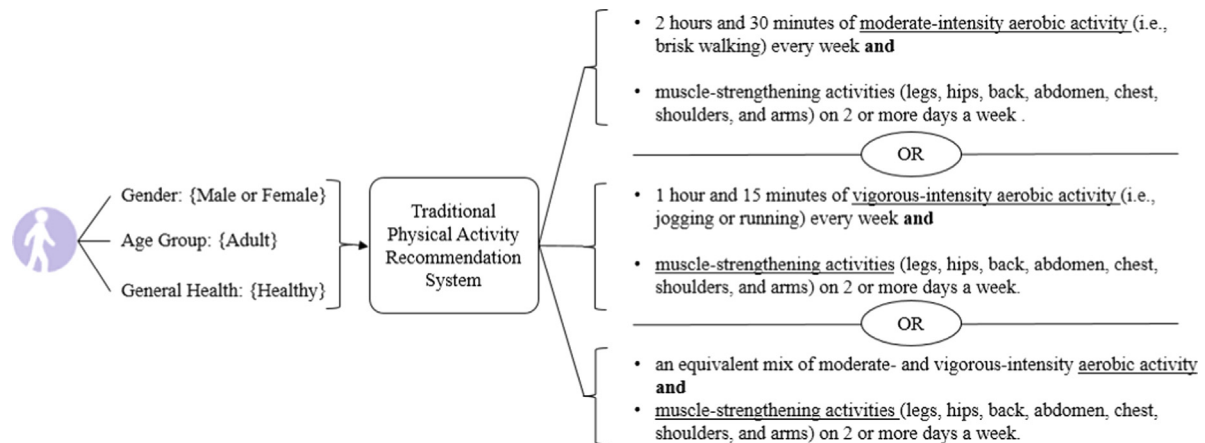 Gender: {Male or Female}
Age Group: {Adult}
General Health: {Healthy}
Traditional
Physical Activity
Recommendation
System
• 2 hours and 30 minutes of moderate-intensity aerobic activity (i.e.,
brisk walking) every week and
• muscle-strengthening activities (legs, hips, back, abdomen, chest,
shoulders, and arms) on 2 or more days a week .
OR
• 1 hour and 15 minutes of vigorous-intensity aerobic activity (i.e.,
jogging or running) every week and
• muscle-strengthening activities (legs, hips, back, abdomen, chest,
shoulders, and arms) on 2 or more days a week.
OR
• an equivalent mix of moderate- and vigorous-intensity aerobic activity
and
• muscle-strengthening activities (legs, hips, back, abdomen, chest,
shoulders, and arms) on 2 or more days a week.